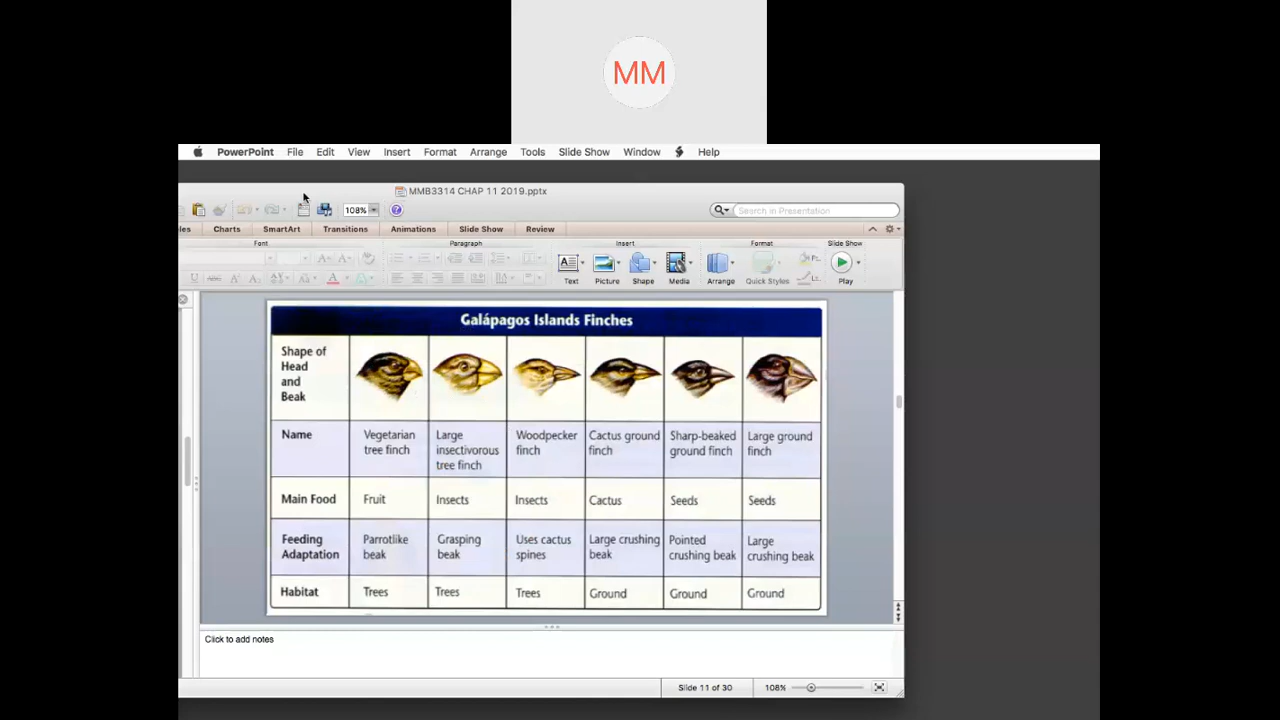 MM
PowerPoint File Edit View Insert Format Arrange Tools Slide Show Window Help
MMB3314 CHAP 11 2019.pptx
108% Search in Presentation
Charts SmartArt Transitions Animations Slide Show Review
Font Paragraph Insert Format Slide Show
Text Picture Shape Media Arrange Quick Styles Play
Galápagos Islands Finches
Shape of
Head
and
Beak
Name
Vegetarian
tree finch
Large
insectivorous
tree finch
Woodpecker
finch
Cactus ground
finch
Sharp-beaked
ground finch
Large ground
finch
Main Food Fruit Insects Insects Cactus Seeds Seeds
Feeding
Adaptation
Parrotlike
beak
Grasping
beak
Uses cactus
spines
Large crushing
beak
Pointed
crushing beak
Large
crushing beak
Habitat Trees Trees Trees Ground Ground Ground
Click to add notes
Slide 11 of 30 108%